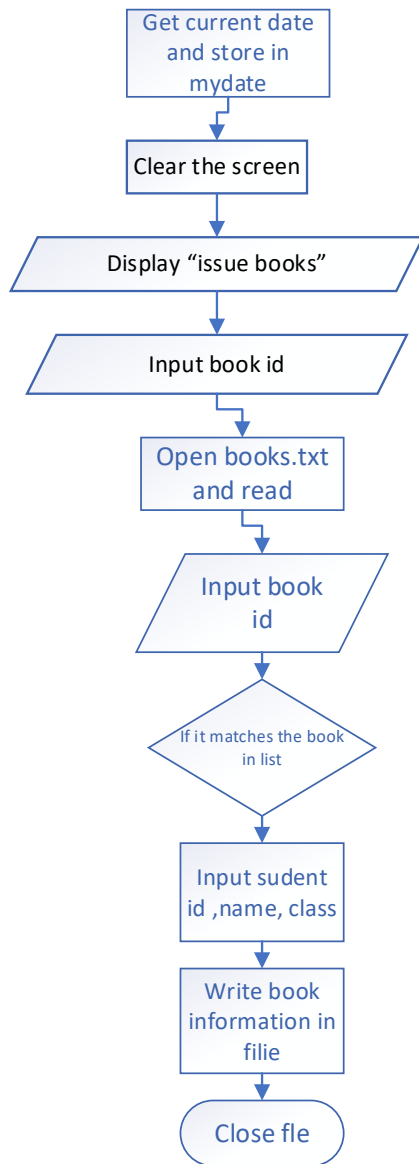 Get current date
and store in
mydate
Clear the screen
Display “issue books”
Input book id
Open books.txt
and read
Input book
id
If it matches the book
in list
Input sudent
id ,name, class
Write book
information in
filie
Close fle